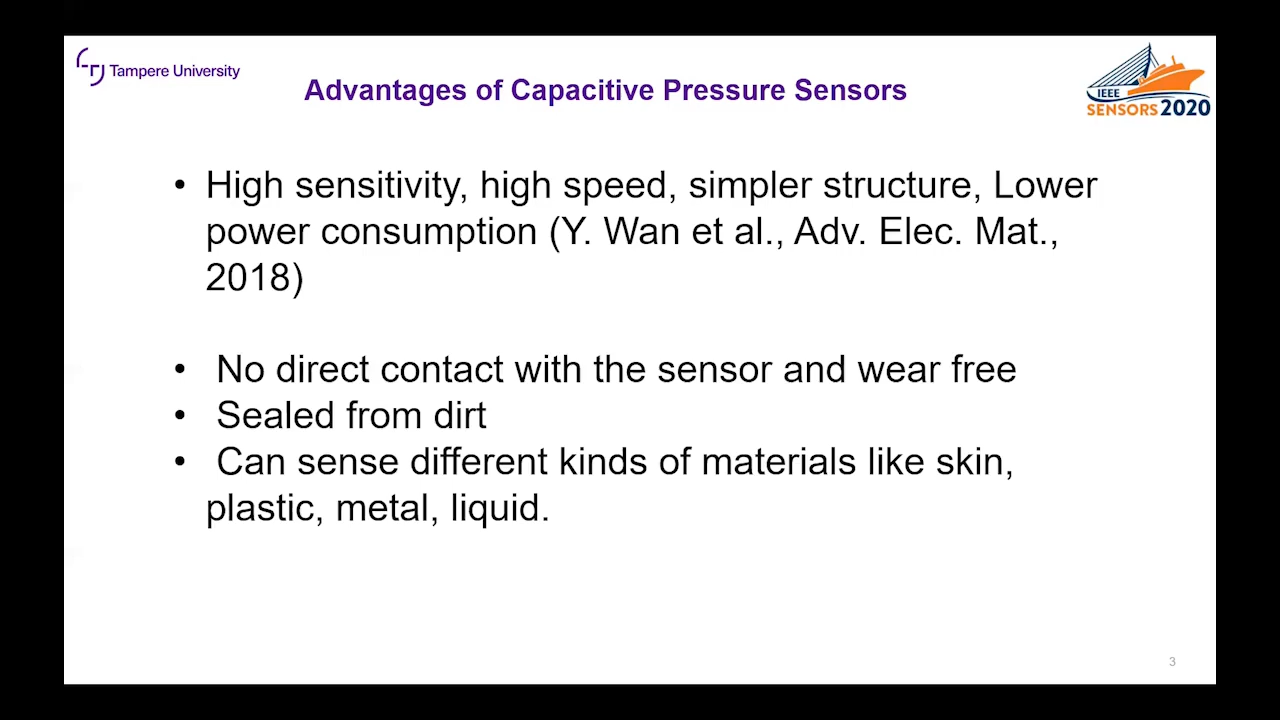 Tampere University
Advantages of Capacitive Pressure Sensors
IEEE
SENSORS 2020
• High sensitivity, high speed, simpler structure, Lower
power consumption (Y. Wan et al., Adv. Elec. Mat.,
2018)
• No direct contact with the sensor and wear free
• Sealed from dirt
• Can sense different kinds of materials like skin,
plastic, metal, liquid.
3